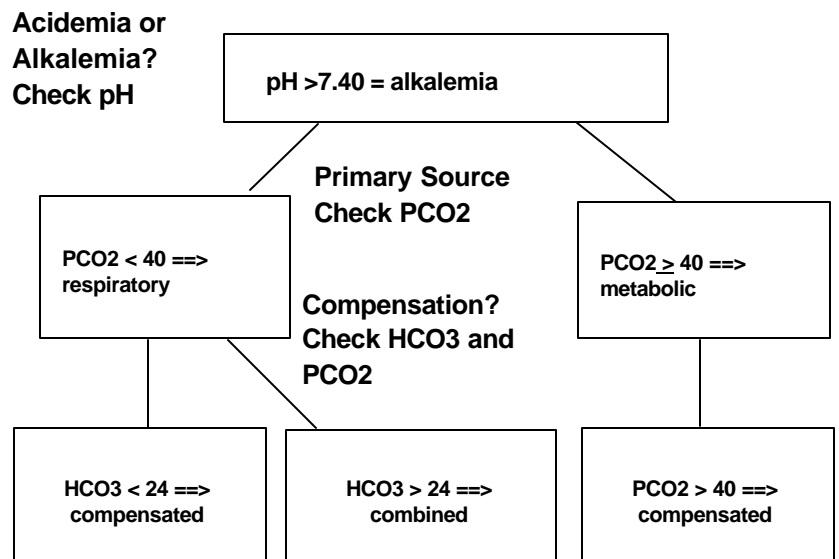 Acidemia or
Alkalemia?
Check pH
pH >7.40 = alkalemia
Primary Source
Check PCO2
PCO2 < 40 ==>
respiratory
PCO2 > 40 ==>
metabolic
Compensation?
Check HCO3 and
PCO2
HCO3 < 24 ==>
compensated
HCO3 > 24 ==>
combined
PCO2 > 40 ==>
compensated